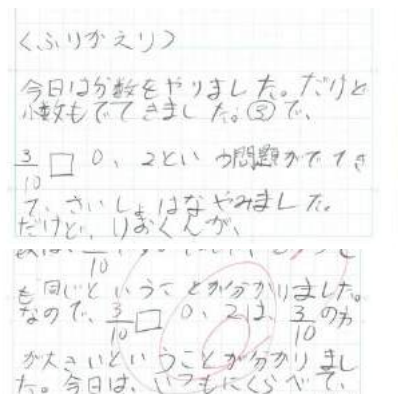 <ふりかえり>
今日は分数をやりました。だけど
小数もでてきました。③で、
3/10 □ 0、2という問題がでてき
て、さいしょはなやみました。
だけど、りおくんが、
10
も同じということが分かりました。
なので、3/10 □ 0、2は、3/10の方
が大きいということが分かりまし
た。今日は、いつもにくらべて、